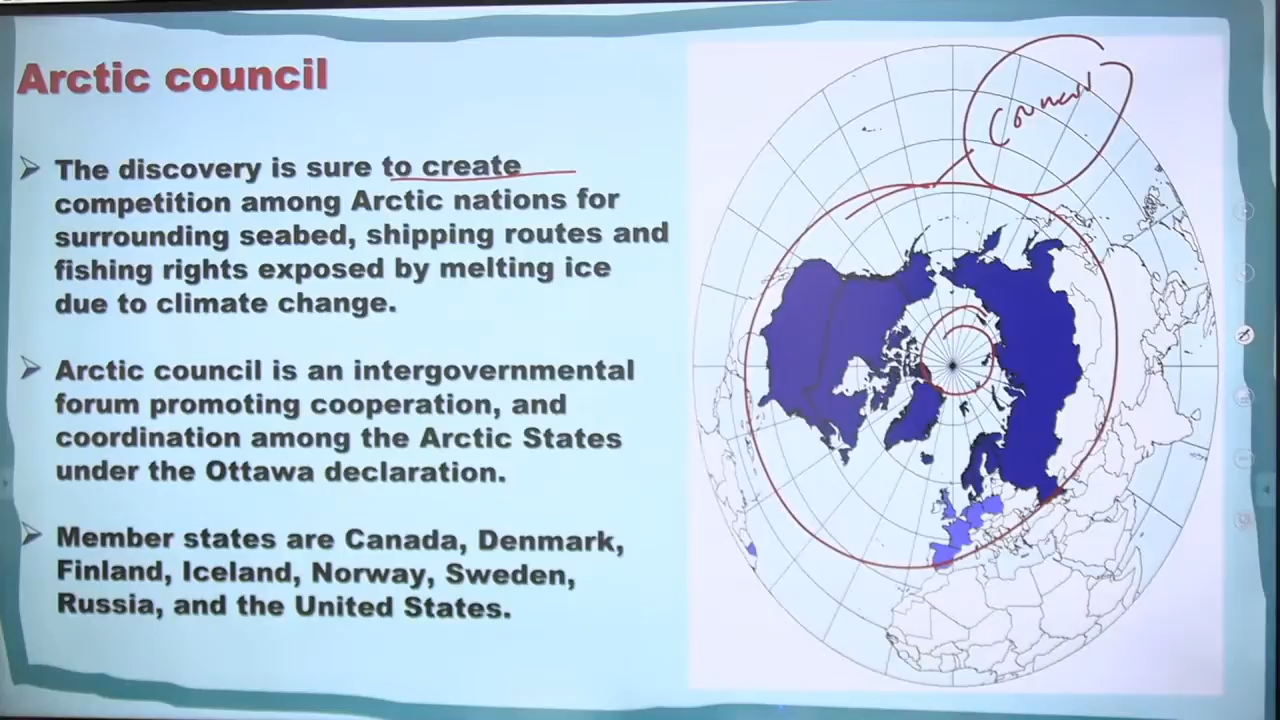 Arctic council
The discovery is sure to create
competition among Arctic nations for
surrounding seabed, shipping routes and
fishing rights exposed by melting ice
due to climate change.
Arctic council is an intergovernmental
forum promoting cooperation, and
coordination among the Arctic States
under the Ottawa declaration.
Member states are Canada, Denmark,
Finland, Iceland, Norway, Sweden,
Russia, and the United States.
Council